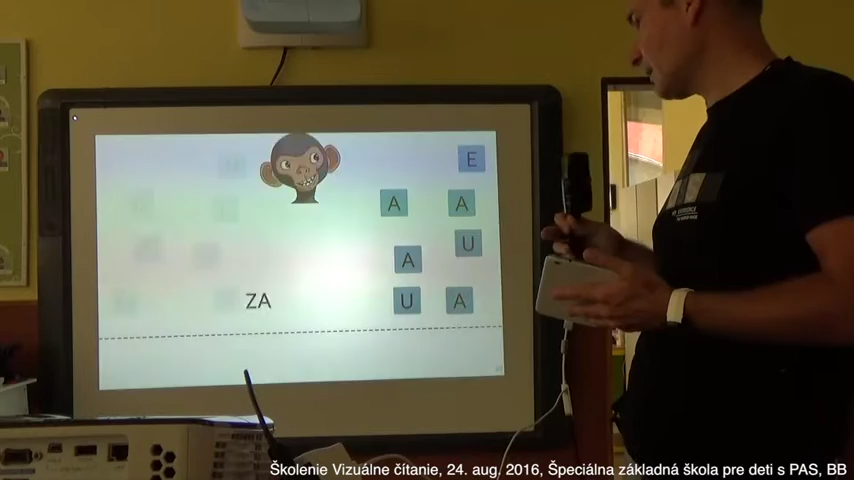 E
A A
U
A
ZA U A
Školenie Vizuálne čítanie, 24. aug. 2016, Špeciálna základná škola pre deti s PAS, BB